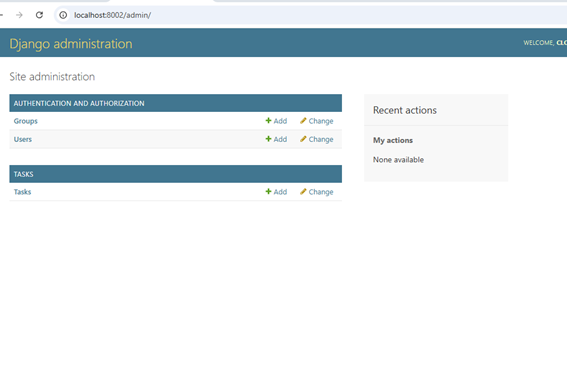 localhost:8002/admin/
Django administration
WELCOME,
Site administration
AUTHENTICATION AND AUTHORIZATION
Groups Add Change
Users Add Change
TASKS
Tasks Add Change
Recent actions
My actions
None available